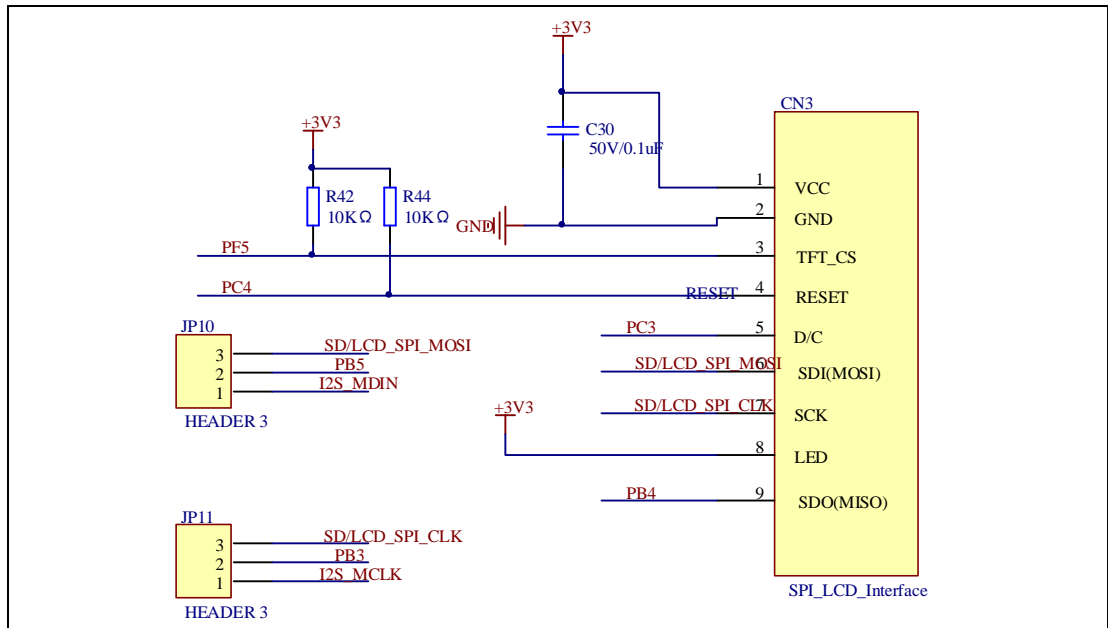 +3V3
CN3
+3V3
C30
50V/0.1uF
1 VCC
R42
10KΩ
R44
10KΩ
2 GND
GND
PF5
3 TFT_CS
PC4
RESET
4 RESET
JP10
PC3
5 D/C
3 SD/LCD_SPI_MOSI
2 PB5
1 I2S_MDIN
HEADER 3
SD/LCD_SPI_MOSI
6 SDI(MOSI)
+3V3
SD/LCD_SPI_CLK
7 SCK
8 LED
PB4
9 SDO(MISO)
JP11
3 SD/LCD_SPI_CLK
2 PB3
1 I2S_MCLK
HEADER 3
SPI_LCD_Interface